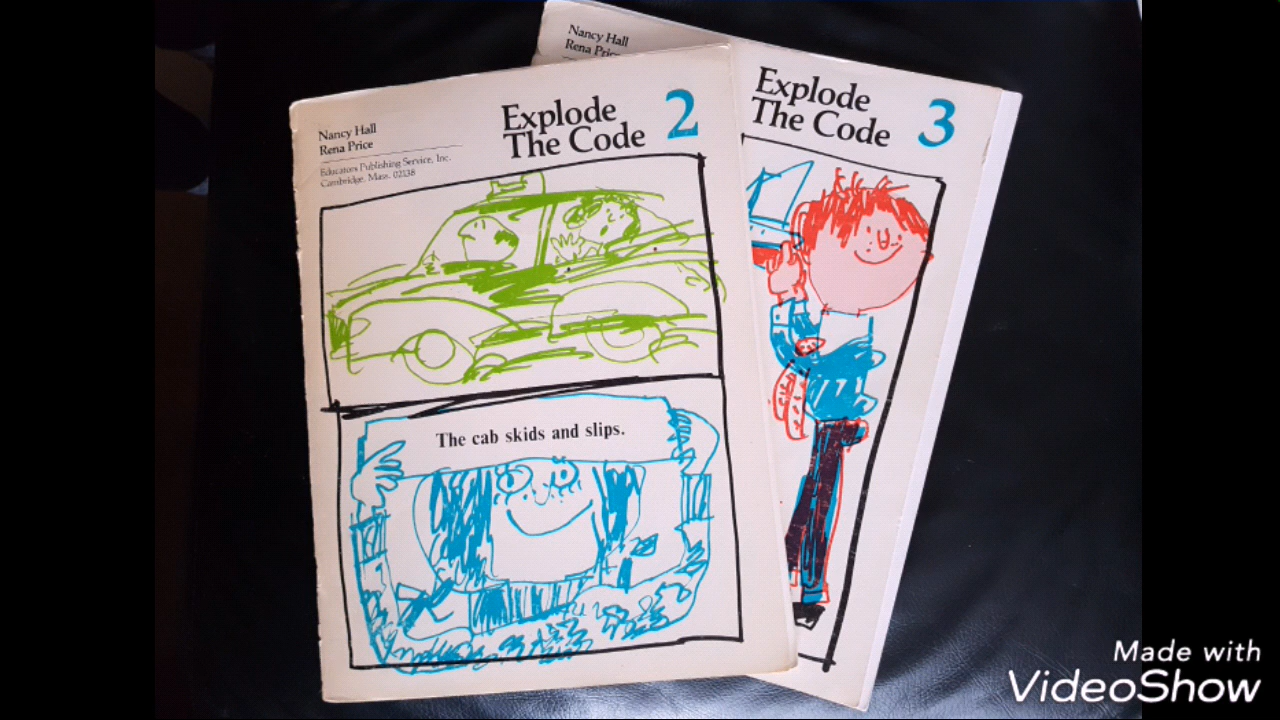 Nancy Hall
Rena Price
Educators Publishing Service, Inc.
Cambridge, Mass. 02138
Explode
The Code
2
The cab skids and slips.
Nancy Hall
Rena Price
Explode
The Code
3
Made with
VideoShow